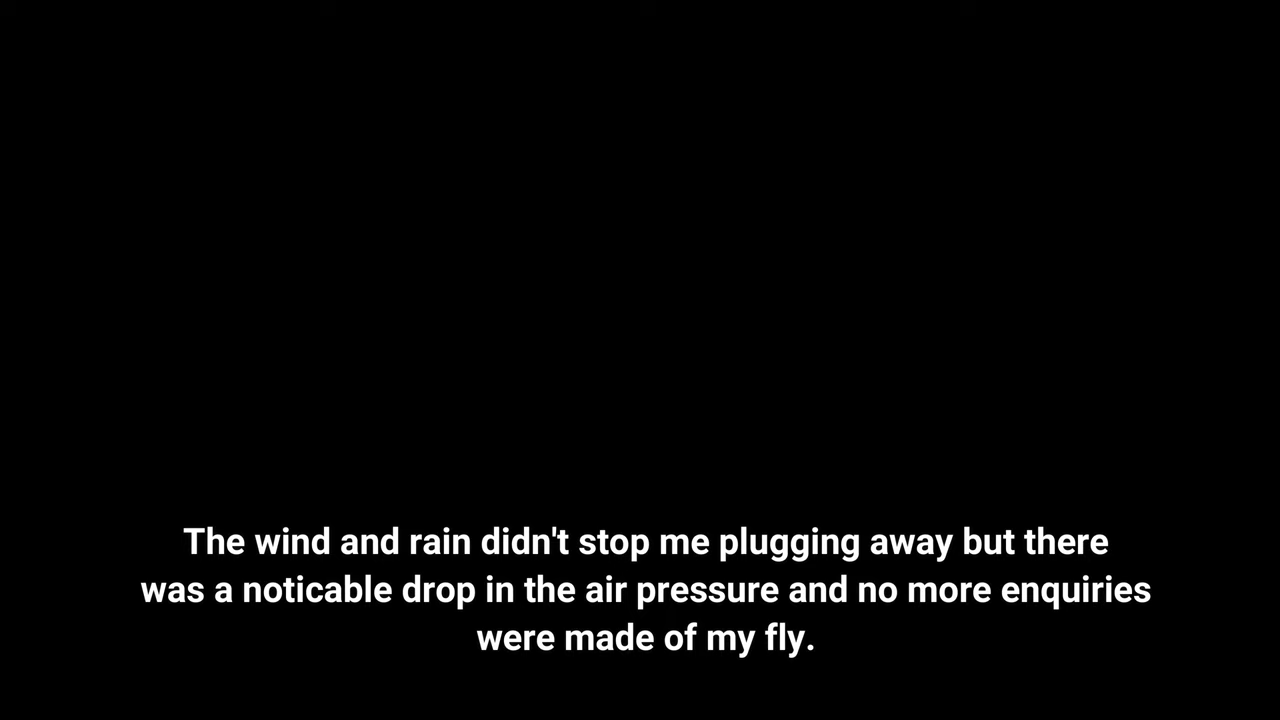 The wind and rain didn't stop me plugging away but there
was a noticable drop in the air pressure and no more enquiries
were made of my fly.